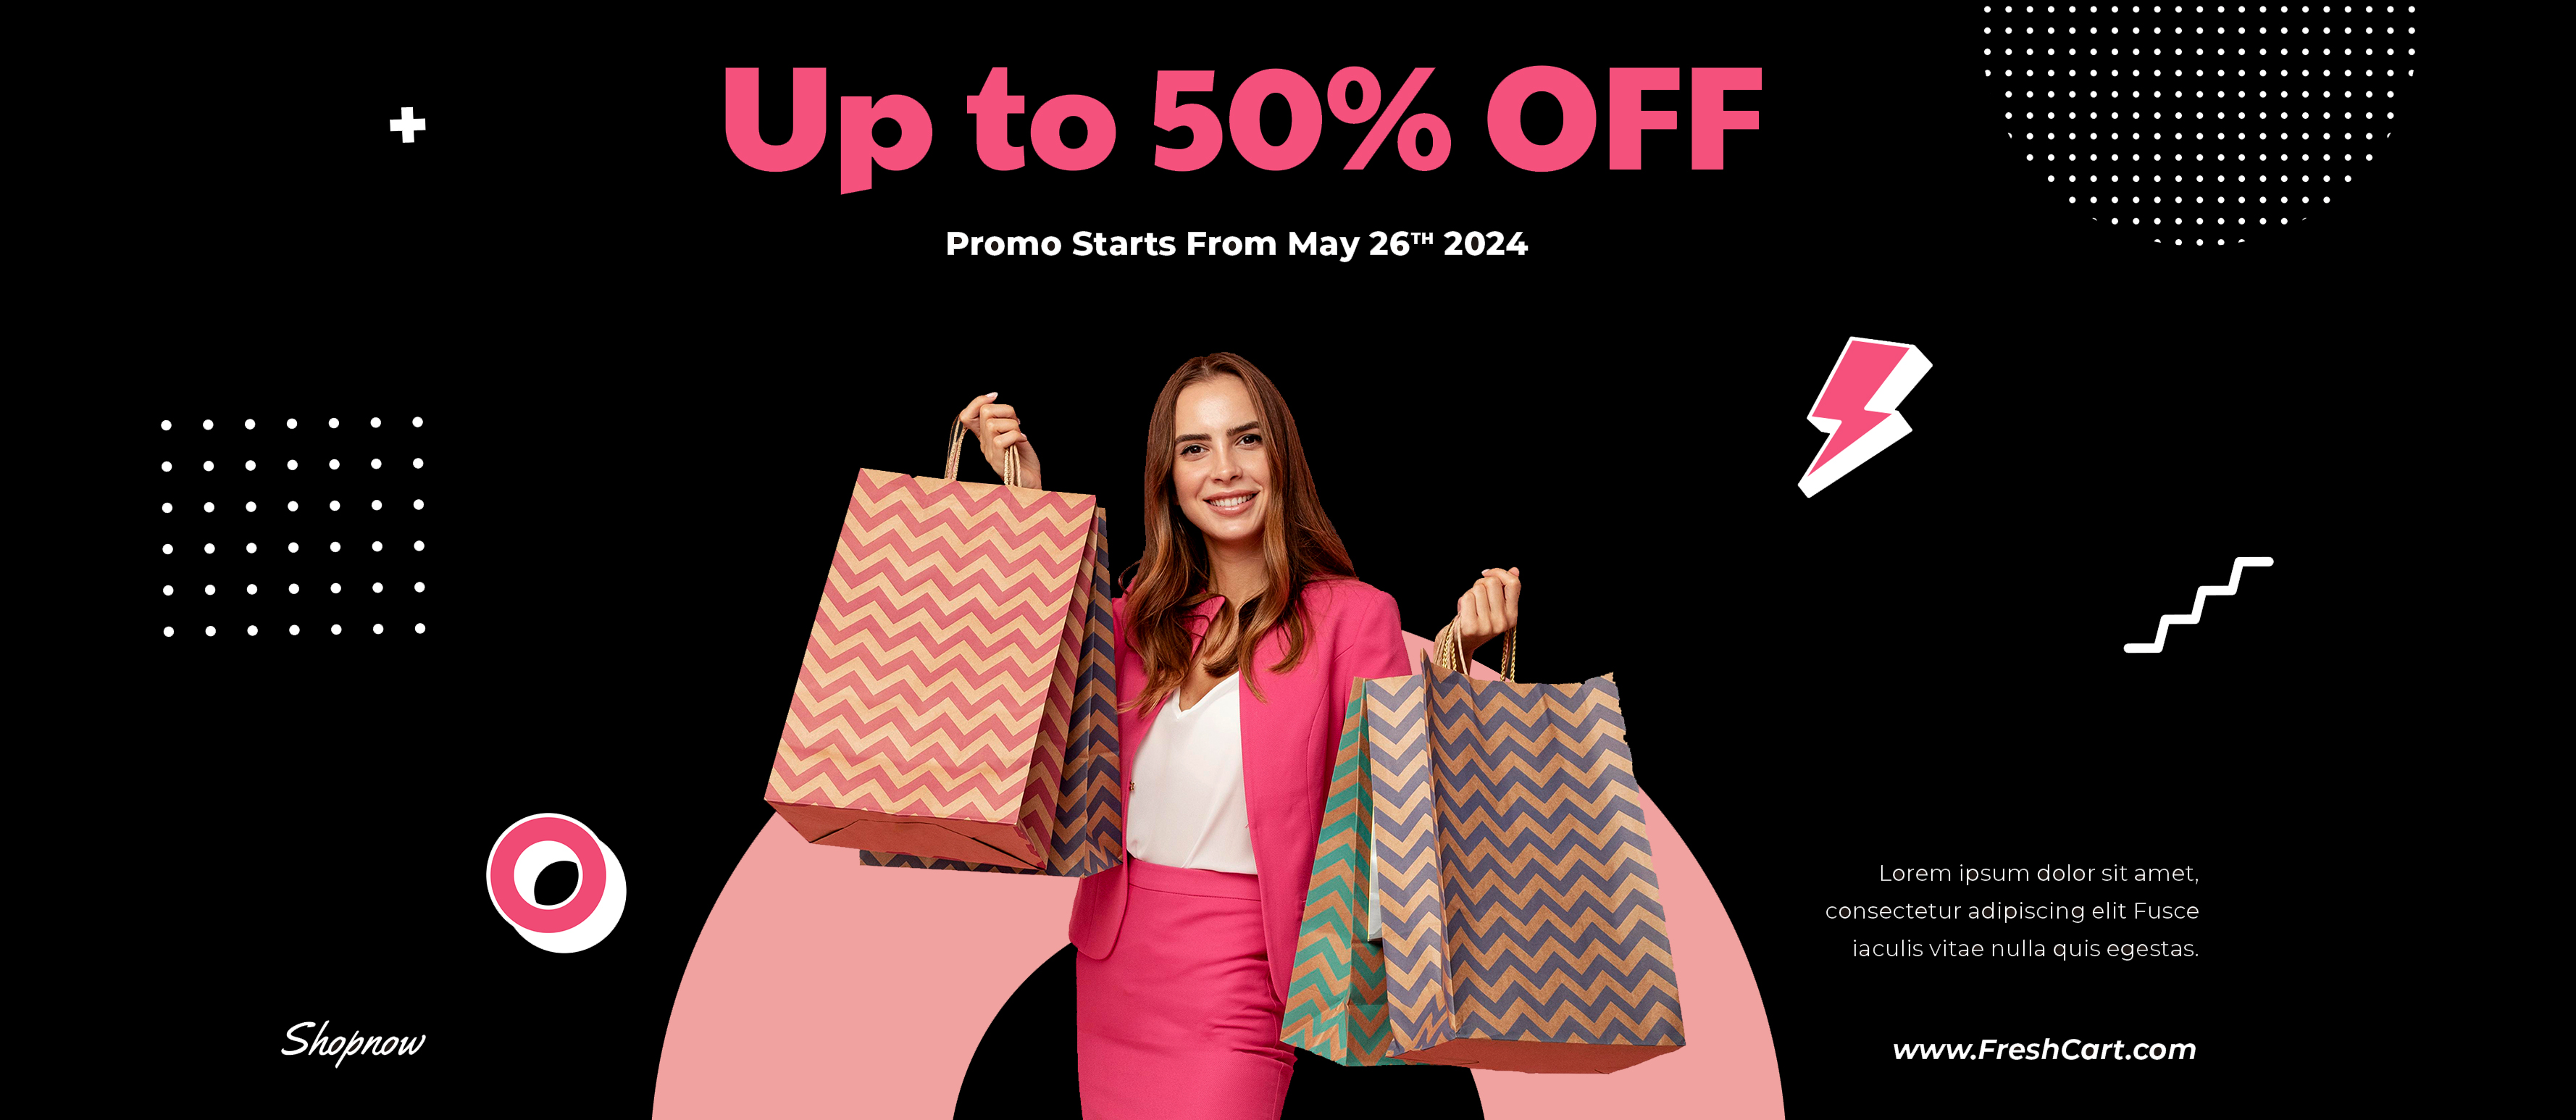 Up to 50% OFF
Promo Starts From May 26TH 2024
Lorem ipsum dolor sit amet,
consectetur adipiscing elit Fusce
iaculis vitae nulla quis egestas.
Shopnow
www.FreshCart.com